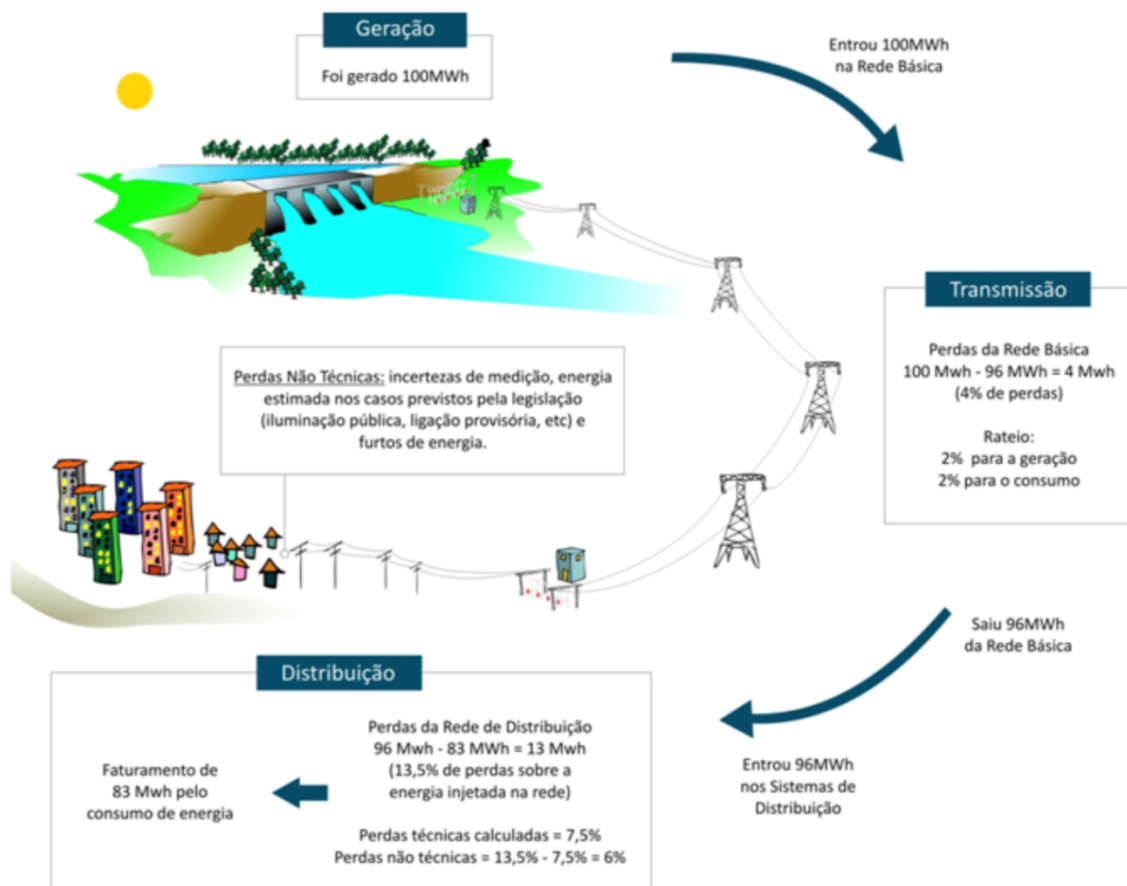 Geração
Foi gerado 100MWh
Entrou 100MWh
na Rede Básica
Transmissão
Perdas da Rede Básica
100 Mwh - 96 MWh = 4 Mwh
(4% de perdas)
Rateio:
2% para a geração
2% para o consumo
Perdas Não Técnicas: incertezas de medição, energia
estimada nos casos previstos pela legislação
(iluminação pública, ligação provisória, etc) e
furtos de energia.
Saiu 96MWh
da Rede Básica
Entrou 96MWh
nos Sistemas de
Distribuição
Distribuição
Perdas da Rede de Distribuição
96 Mwh - 83 MWh = 13 Mwh
(13,5% de perdas sobre a
energia injetada na rede)
Perdas técnicas calculadas = 7,5%
Perdas não técnicas = 13,5% - 7,5% = 6%
Faturamento de
83 Mwh pelo
consumo de energia